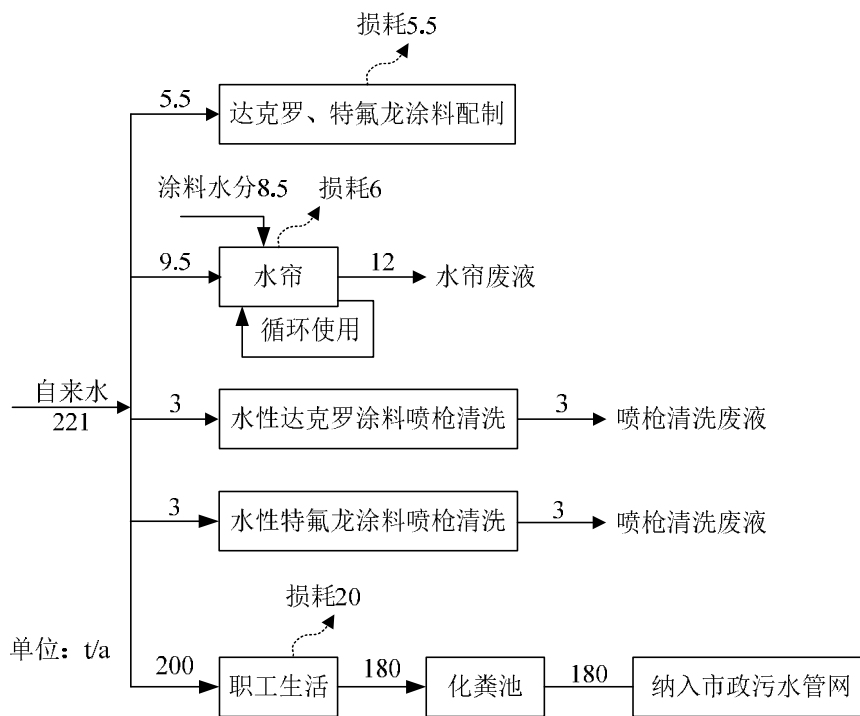 损耗5.5
5.5
达克罗、特氟龙涂料配制
涂料水分8.5
损耗6
9.5
水帘
12
水帘废液
循环使用
自来水
221
3
水性达克罗涂料喷枪清洗
3
喷枪清洗废液
3
水性特氟龙涂料喷枪清洗
3
喷枪清洗废液
损耗20
单位：t/a
200
职工生活
180
化粪池
180
纳入市政污水管网